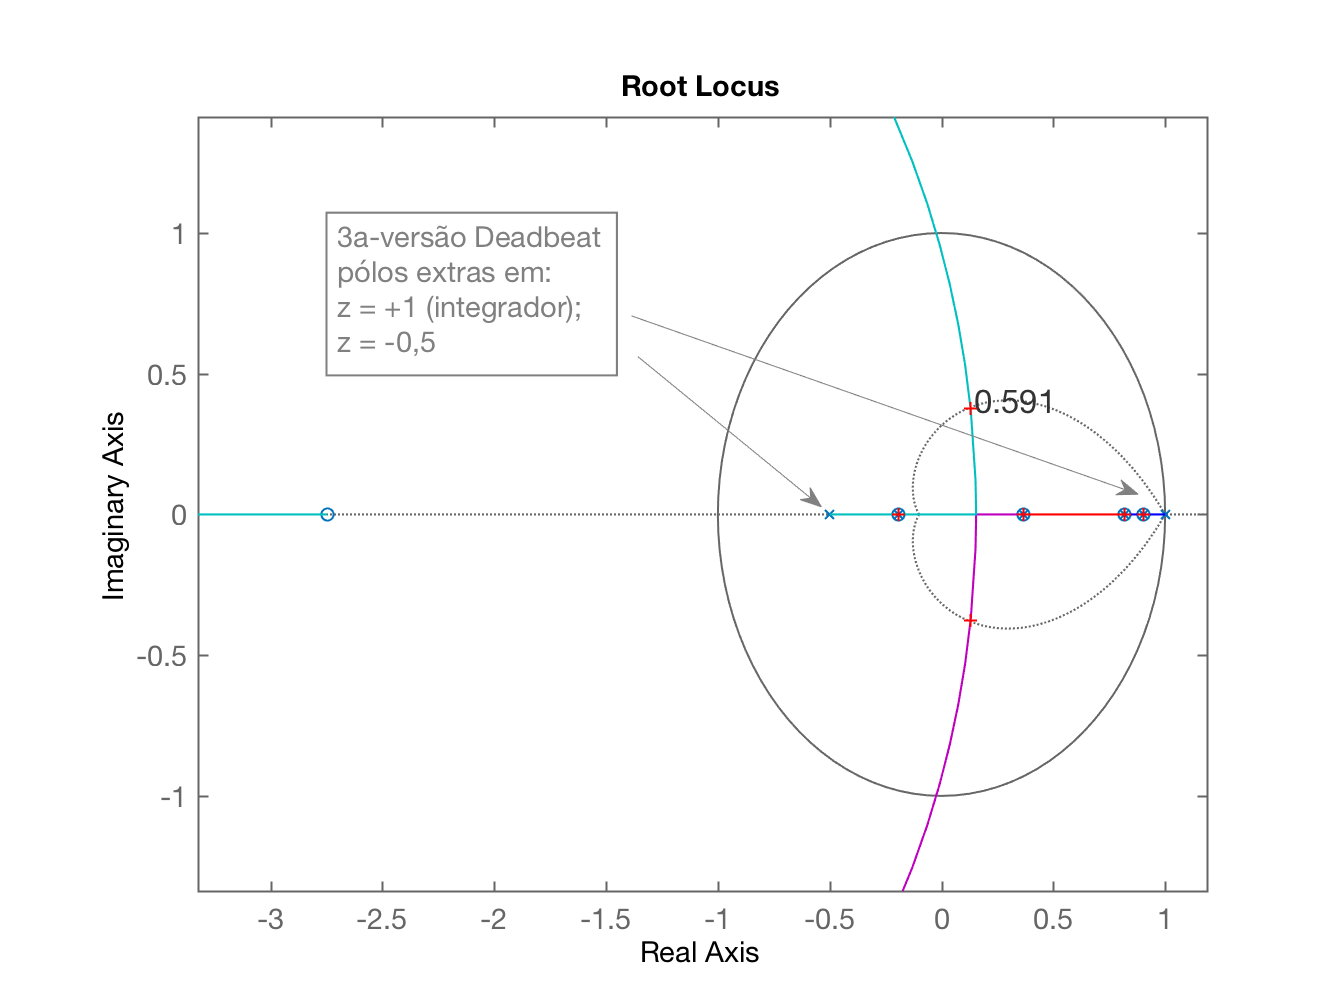 Root Locus
3a-versão Deadbeat
pólos extras em:
z = +1 (integrador);
z = -0,5
0.591
Imaginary Axis
1
0.5
0
-0.5
-1
-3
-2.5
-2
-1.5
-1
-0.5
0
0.5
1
Real Axis